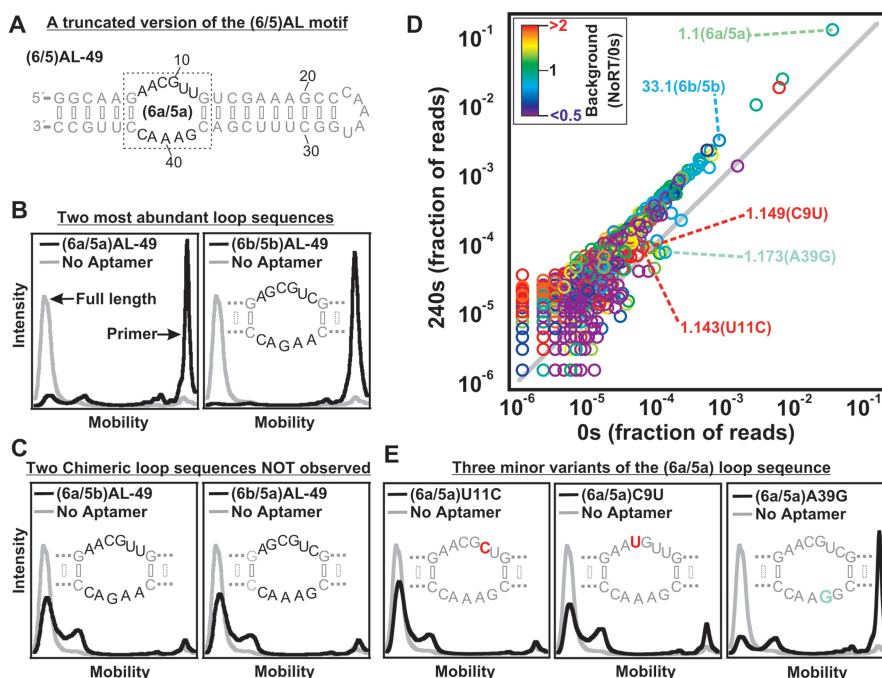 A
A truncated version of the (6/5)AL motif
(6/5)AL-49
10
20
5´ G G C A A G A A C G U U G U C G A A A G C C C A A
(6a/5a)
3´ C C G U U C C A A A G C A G C U U U C G G U
40
30
B
Two most abundant loop sequences
(6a/5a)AL-49
No Aptamer
Full length
Primer
Intensity
Mobility
(6b/5b)AL-49
No Aptamer
G A G C G U C G
C C A G A A C
Mobility
C
Two Chimeric loop sequences NOT observed
(6a/5b)AL-49
No Aptamer
G A A C G U U G
C C A G A A C
Intensity
Mobility
(6b/5a)AL-49
No Aptamer
G A G C G U C G
C C A A A G C
Mobility
D
>2
1
<0.5
Background
(NoRT/0s)
1.1(6a/5a)
33.1(6b/5b)
1.149(C9U)
1.173(A39G)
1.143(U11C)
240s (fraction of reads)
10-1
10-2
10-3
10-4
10-5
10-6
10-6
10-5
10-4
10-3
10-2
10-1
0s (fraction of reads)
E
Three minor variants of the (6a/5a) loop seqeunce
(6a/5a)U11C
No Aptamer
G A A C G C U G
C C A A A G C
Mobility
(6a/5a)C9U
No Aptamer
G A A U G U U G
C C A A A G C
Mobility
(6a/5a)A39G
No Aptamer
G A A C G U C G
C C A A G G C
Mobility